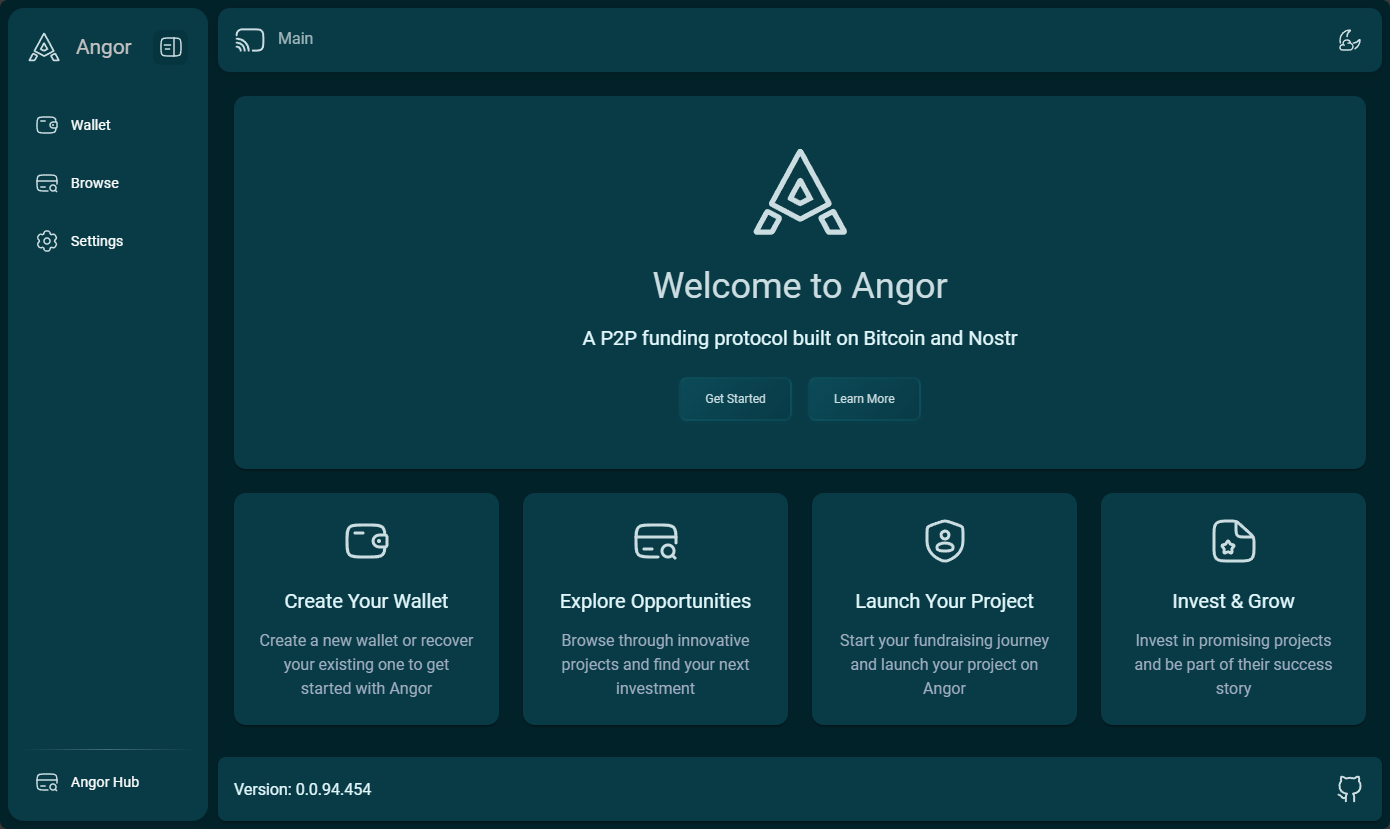 Angor
Main
Wallet
Browse
Settings
Welcome to Angor
A P2P funding protocol built on Bitcoin and Nostr
Get Started
Learn More
Create Your Wallet
Create a new wallet or recover
your existing one to get
started with Angor
Explore Opportunities
Browse through innovative
projects and find your next
investment
Launch Your Project
Start your fundraising journey
and launch your project on
Angor
Invest & Grow
Invest in promising projects
and be part of their success
story
Angor Hub
Version: 0.0.94.454